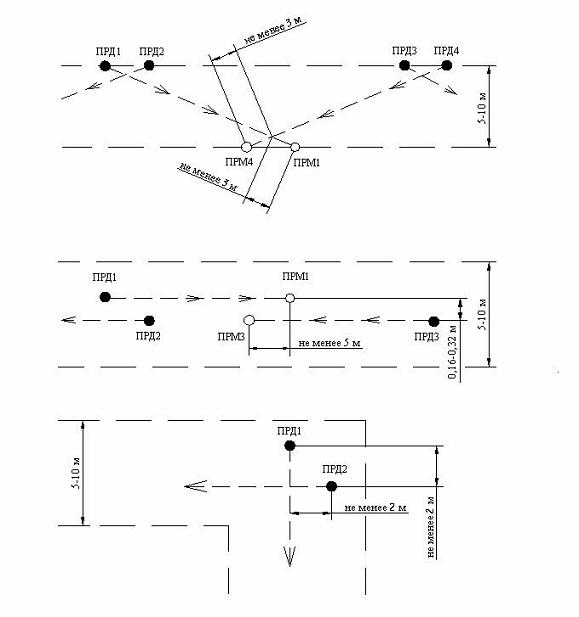 не менее 3 м
ПРД1
ПРД2
ПРД3
ПРД4
5-10 м
ПРМ4
ПРМ1
не менее 3 м
ПРД1
ПРМ1
5-10 м
ПРД2
ПРМ3
ПРД3
не менее 5 м
0,16-0,32 м
ПРД1
5-10 м
ПРД2
не менее 2 м
не менее 2 м